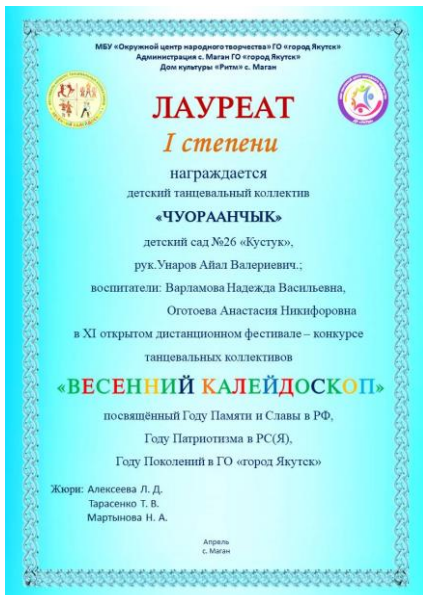 МБУ «Окружной центр народного творчества» ГО «город Якутск»
Администрация с. Маган ГО «город Якутск»
Дом культуры «Ритм» с. Маган
ЛАУРЕАТ
I степени
награждается
детский танцевальный коллектив
«ЧУОРААНЧЫК»
детский сад №26 «Кустук»,
рук.Унаров Айал Валериевич.;
воспитатели: Варламова Надежда Васильевна,
Оготоева Анастасия Никифоровна
в XI открытом дистанционном фестивале – конкурсе
танцевальных коллективов
«ВЕСЕННИЙ КАЛЕЙДОСКОП»
посвящённый Году Памяти и Славы в РФ,
Году Патриотизма в РС(Я),
Году Поколений в ГО «город Якутск»
Жюри: Алексеева Л. Д.
Тарасенко Т. В.
Мартынова Н. А.
Апрель
с. Маган